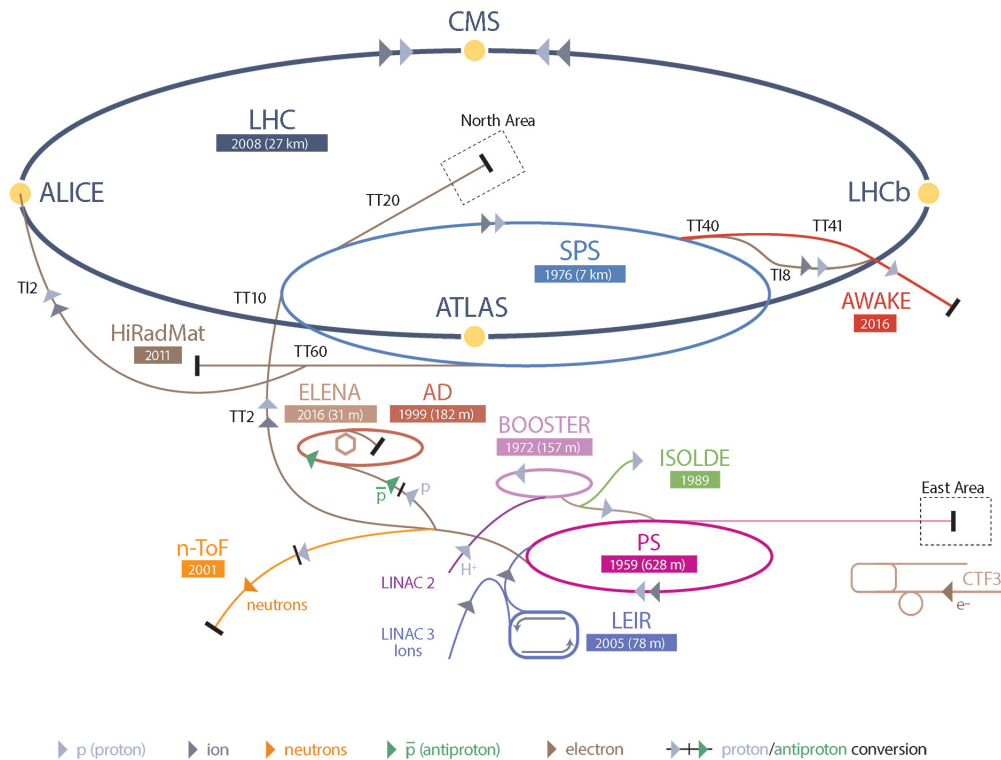 CMS
LHC
2008 (27 km)
North Area
ALICE
TT20
LHCb
TT40
TT41
SPS
1976 (7 km)
TI8
TI2
TT10
ATLAS
AWAKE
2016
HiRadMat
2011
TT60
ELENA
2016 (31 m)
AD
1999 (182 m)
TT2
BOOSTER
1972 (157 m)
ISOLDE
1989
p̅
p
East Area
n-ToF
2001
PS
1959 (628 m)
H+
LINAC 2
neutrons
CTF3
e–
LINAC 3
Ions
LEIR
2005 (78 m)
p (proton)
ion
neutrons
p̅ (antiproton)
electron
proton/antiproton conversion